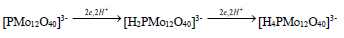 [PMo₁₂O₄₀]³⁻ —2e,2H⁺→ [H₂PMo₁₂O₄₀]³⁻ —2e,2H⁺→ [H₄PMo₁₂O₄₀]³⁻